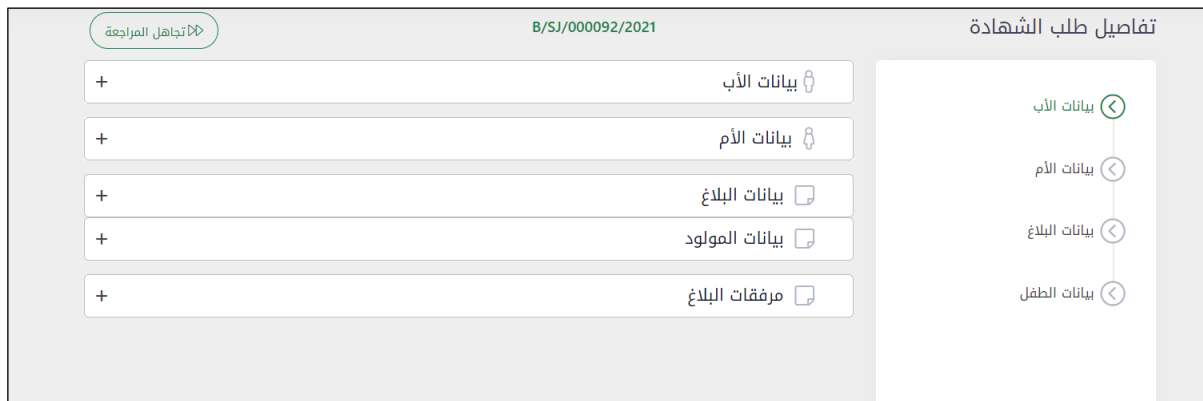 تفاصيل طلب الشهادة
B/SJ/000092/2021
تجاهل المراجعة
بيانات الأب
بيانات الأم
بيانات البلاغ
بيانات الطفل
بيانات الأب
بيانات الأم
بيانات البلاغ
بيانات المولود
مرفقات البلاغ